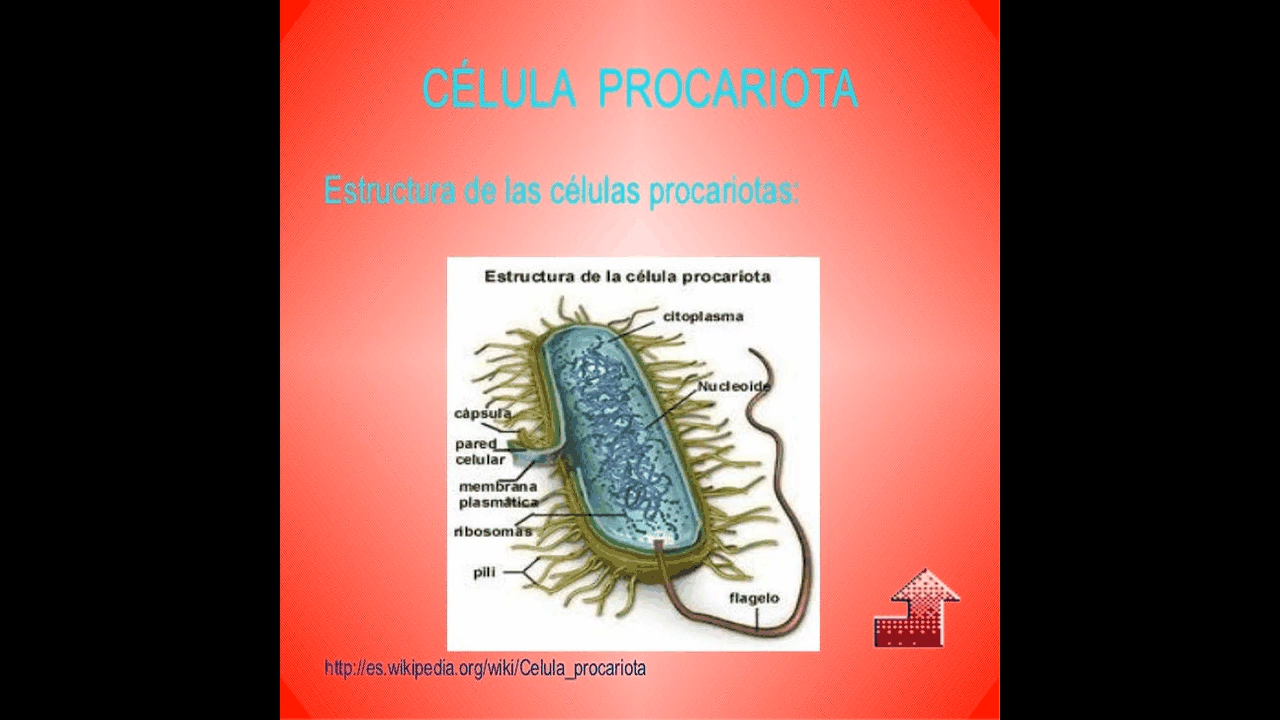 CÉLULA PROCARIOTA
Estructura de las células procariotas:
Estructura de la célula procariota
citoplasma
Nucleoide
cápsula
pared
celular
membrana
plasmática
ribosomas
pili
flagelo
http://es.wikipedia.org/wiki/Celula_procariota